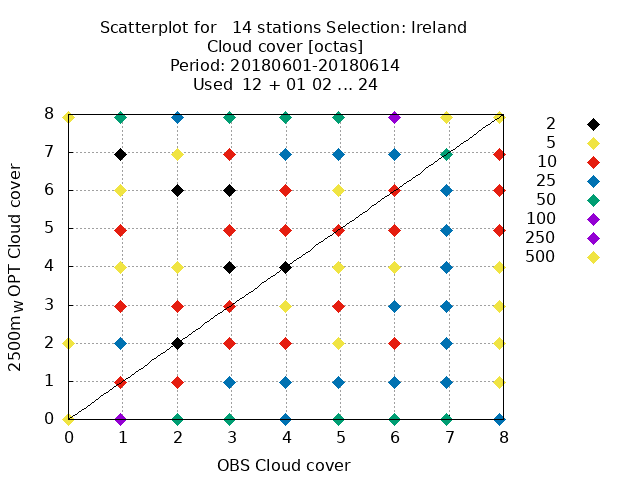 Scatterplot for 14 stations Selection: Ireland
Cloud cover [octas]
Period: 20180601-20180614
Used 12 + 01 02 ... 24
2500m_w OPT Cloud cover
8
7
6
5
4
3
2
1
0
0 1 2 3 4 5 6 7 8
OBS Cloud cover
2
5
10
25
50
100
250
500